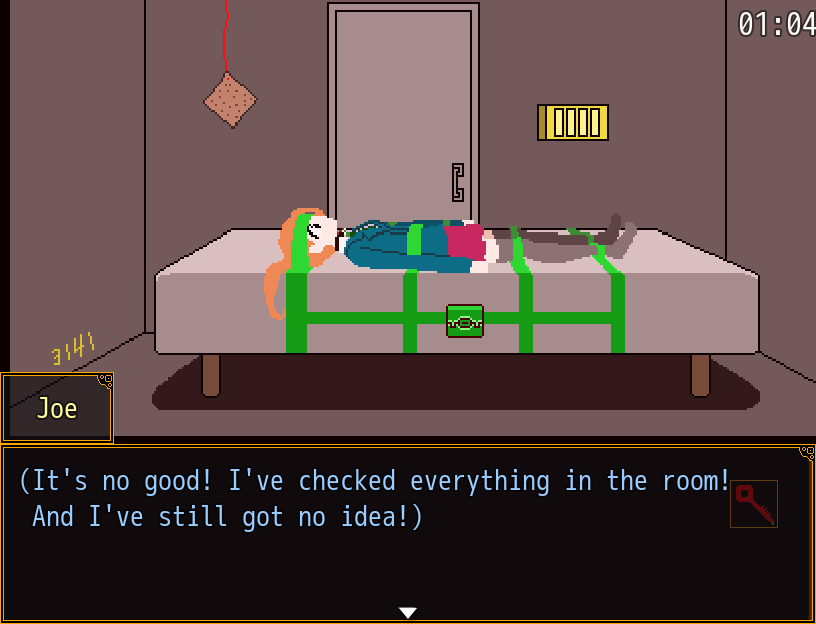 01:04
Joe
(It's no good! I've checked everything in the room!
And I've still got no idea!)